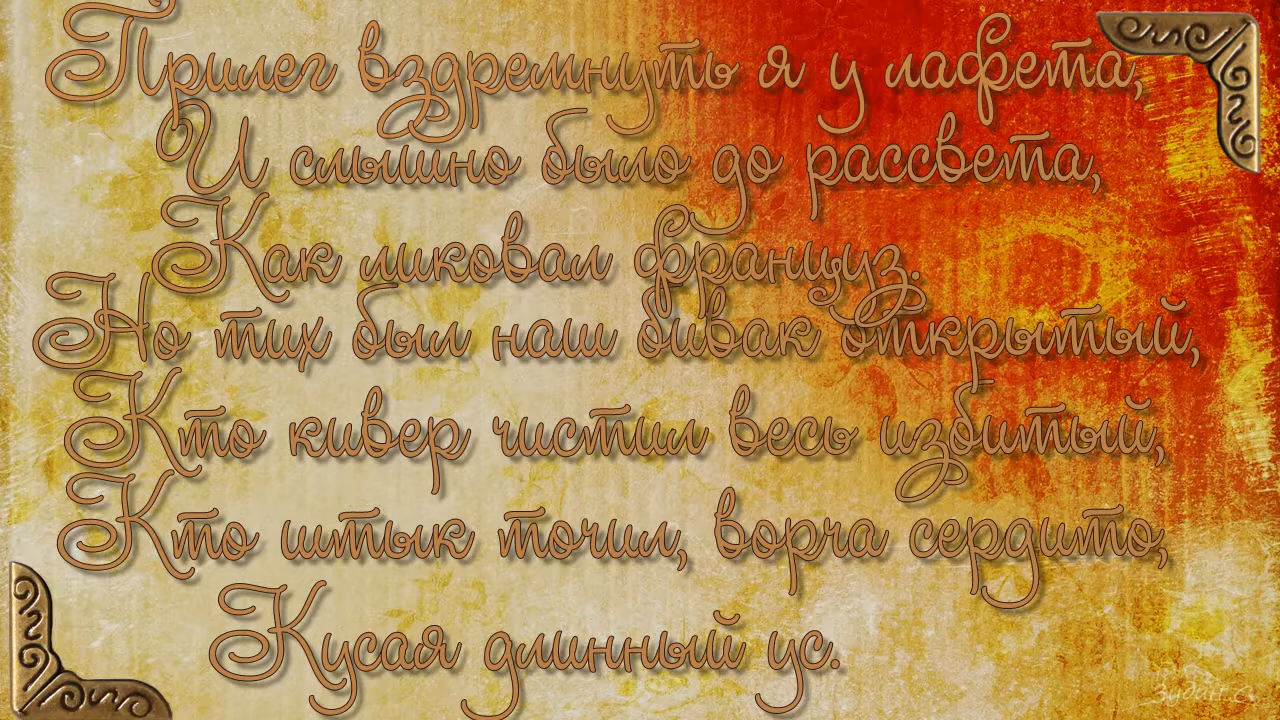 Прилег вздремнуть я у лафета,
И слышно было до рассвета,
Как ликовал француз.
Но тих был наш бивак открытый,
Кто кивер чистил весь избитый,
Кто штык точил, ворча сердито,
Кусая длинный ус.